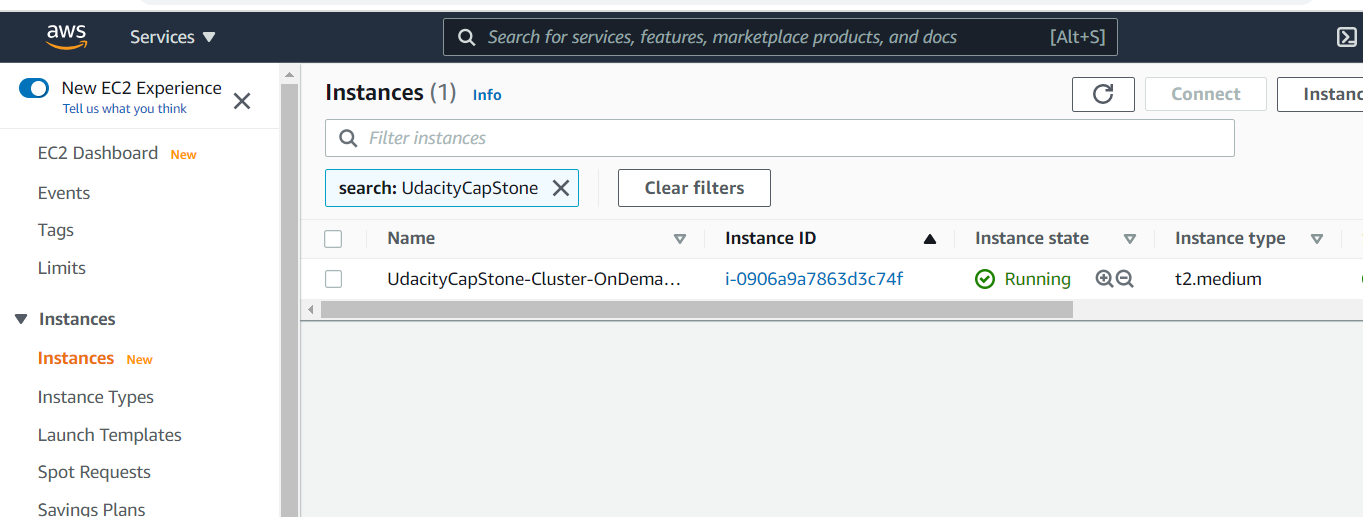 aws Services Search for services, features, marketplace products, and docs [Alt+S]
New EC2 Experience
Tell us what you think
EC2 Dashboard New
Events
Tags
Limits
Instances
Instances New
Instance Types
Launch Templates
Spot Requests
Savings Plans
Instances (1) Info Connect Instanc
Filter instances
search: UdacityCapStone Clear filters
Name Instance ID Instance state Instance type
UdacityCapStone-Cluster-OnDema... i-0906a9a7863d3c74f Running t2.medium